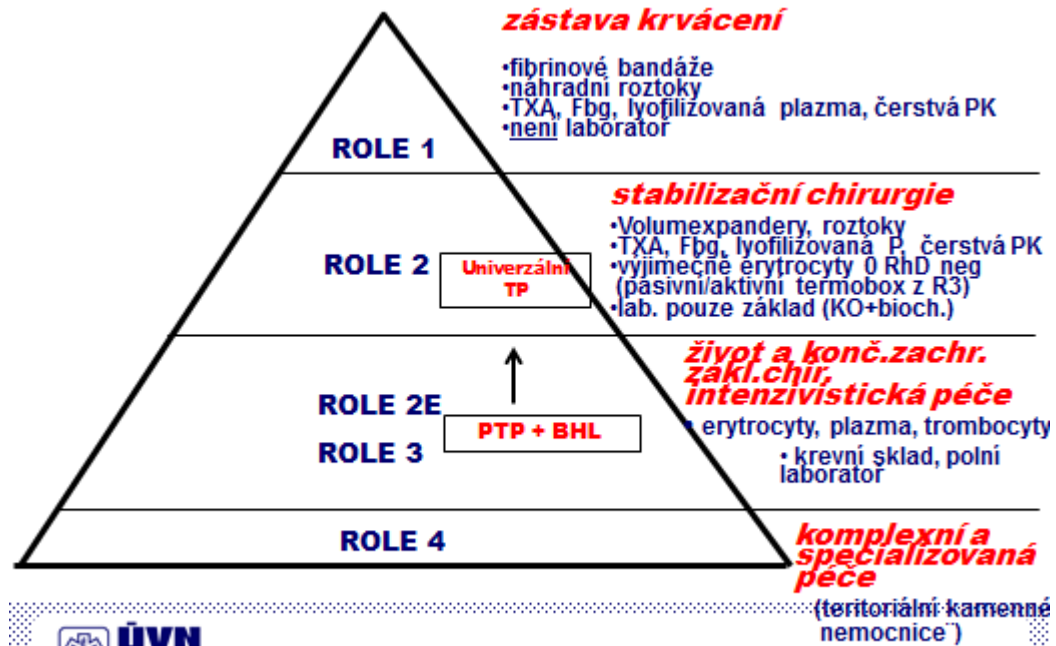 zástava krvácení
•fibrinové bandáže
•náhradní roztoky
•TXA, Fbg, lyofilizovaná plazma, čerstvá PK
•není laboratoř
ROLE 1
stabilizační chirurgie
•Volumexpandery, roztoky
•TXA, Fbg, lyofilizovaná P, čerstvá PK
•výjimečně erytrocyty 0 RhD neg
(pasivní/aktivní termobox z R3)
•lab. pouze základ (KO+bioch.)
ROLE 2
Univerzální
TP
život a konč.zachr.
zákl.chir.
intenzivistická péče
• erytrocyty, plazma, trombocyty
• krevní sklad, polní
laboratoř
ROLE 2E
PTP + BHL
ROLE 3
ROLE 4
komplexní a
specializovaná
péče
(teritoriální kamenné
nemocnice¨)
ÚVN